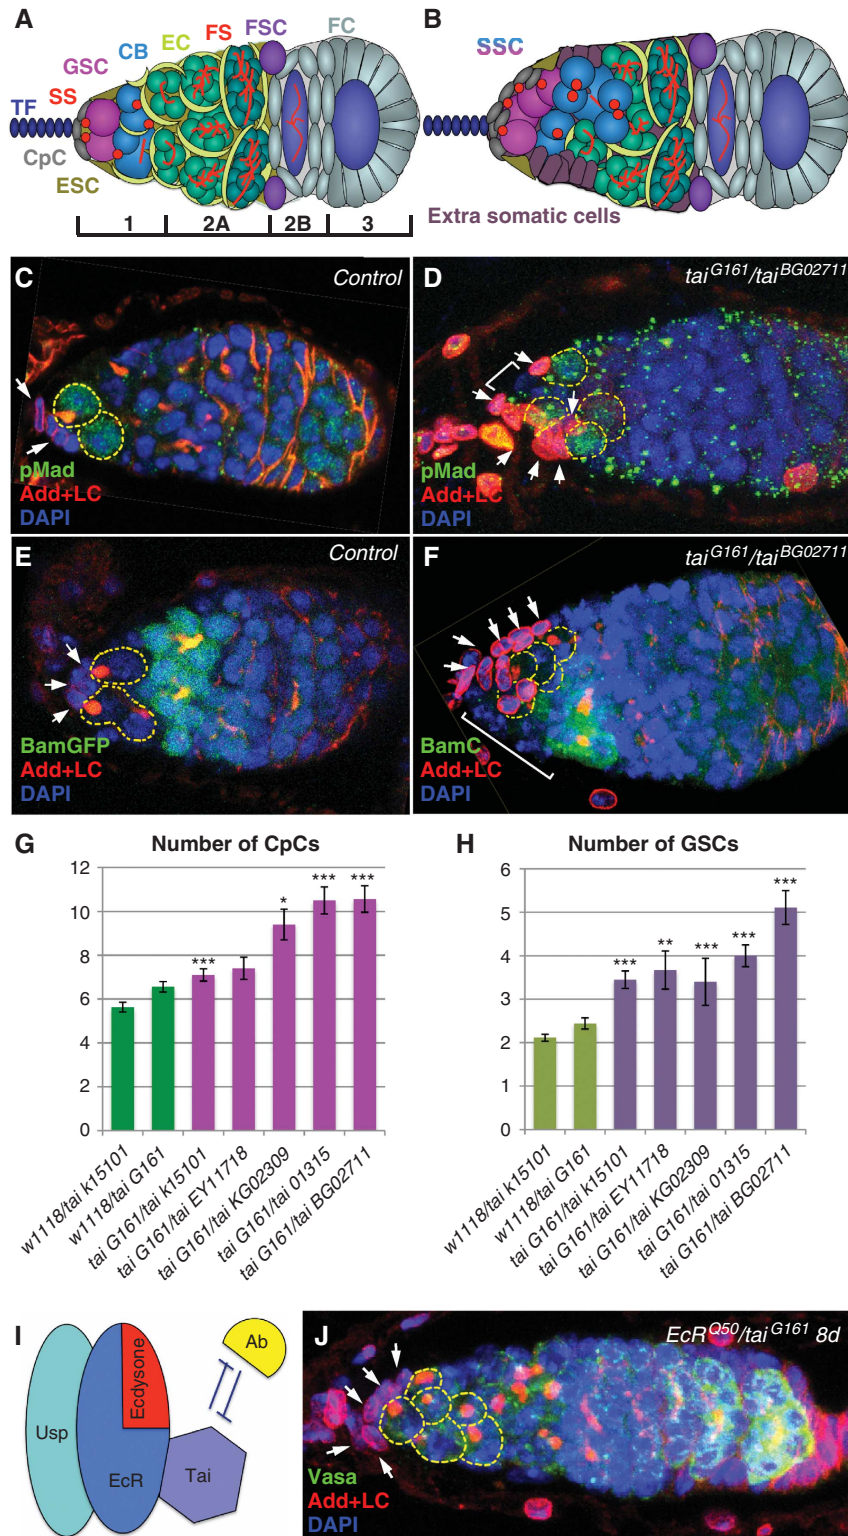 A
TF
SS
GSC
CB
EC
FS
FSC
FC
CpC
ESC
1
2A
2B
3
B
SSC
Extra somatic cells
C
Control
pMad
Add+LC
DAPI
D
tai G161/tai BG02711
pMad
Add+LC
DAPI
E
Control
BamGFP
Add+LC
DAPI
F
tai G161/tai BG02711
BamC
Add+LC
DAPI
G
Number of CpCs
12
10
8
6
4
2
0
***
*
***
***
w1118/tai k15101
w1118/tai G161
tai G161/tai k15101
tai G161/tai EY11718
tai G161/tai KG02309
tai G161/tai 01315
tai G161/tai BG02711
H
Number of GSCs
6
5
4
3
2
1
0
***
**
***
***
***
w1118/tai k15101
w1118/tai G161
tai G161/tai k15101
tai G161/tai EY11718
tai G161/tai KG02309
tai G161/tai 01315
tai G161/tai BG02711
I
Usp
EcR
Ecdysone
Tai
Ab
J
EcR Q50/tai G161 8d
Vasa
Add+LC
DAPI